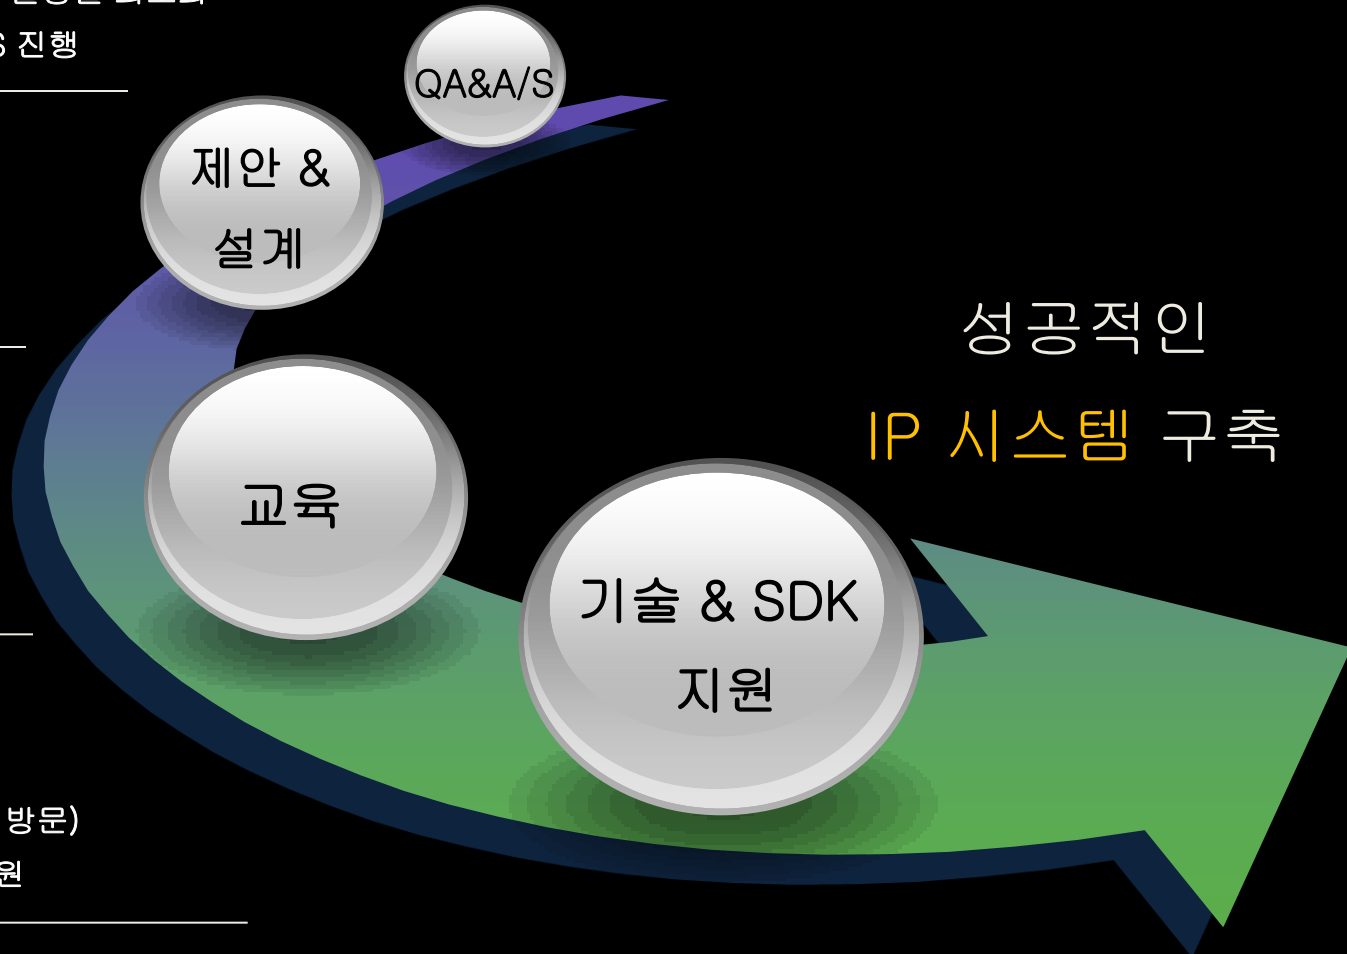 S 진행
QA&A/S
제안 &
설계
성공적인
IP 시스템 구축
교육
기술 & SDK
지원
방문)
원